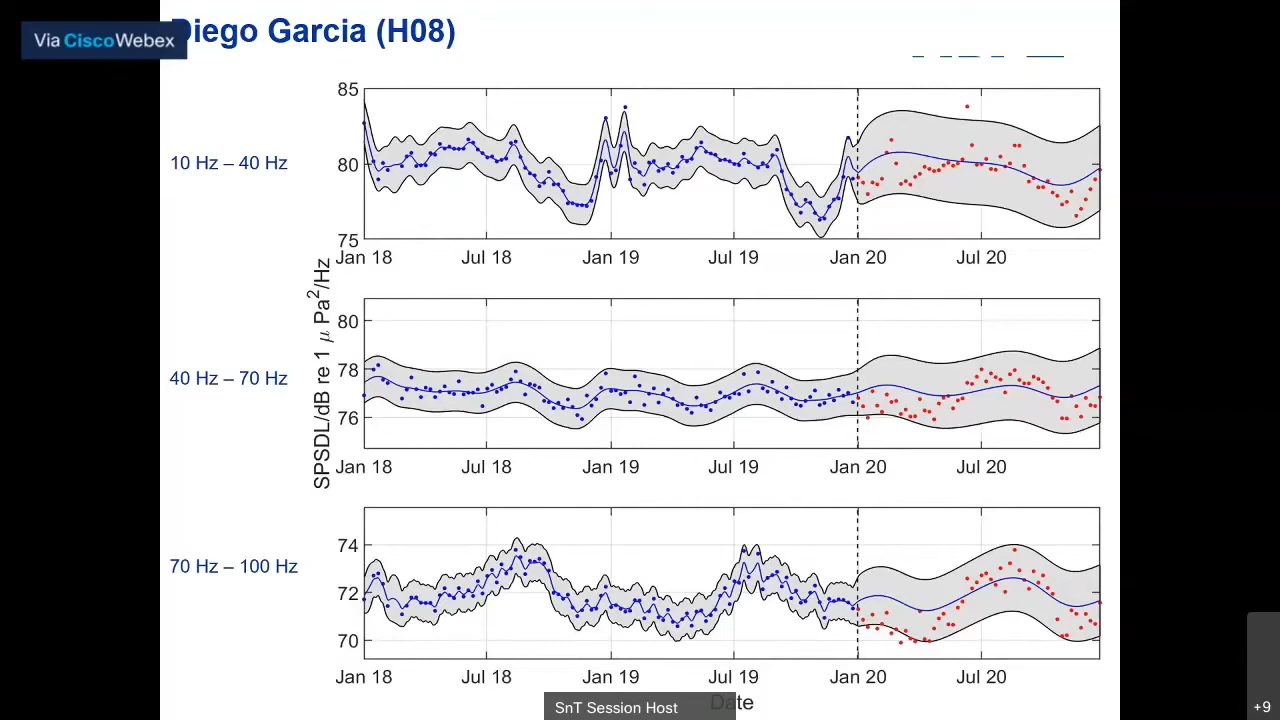 Diego Garcia (H08)
Via CiscoWebex
10 Hz – 40 Hz
85
80
75
Jan 18 Jul 18 Jan 19 Jul 19 Jan 20 Jul 20
40 Hz – 70 Hz
SPSDL/dB re 1 μ Pa²/Hz
80
78
76
Jan 18 Jul 18 Jan 19 Jul 19 Jan 20 Jul 20
70 Hz – 100 Hz
74
72
70
Jan 18 Jul 18 Jan 19 Jul 19 Jan 20 Jul 20
Date
SnT Session Host
+9